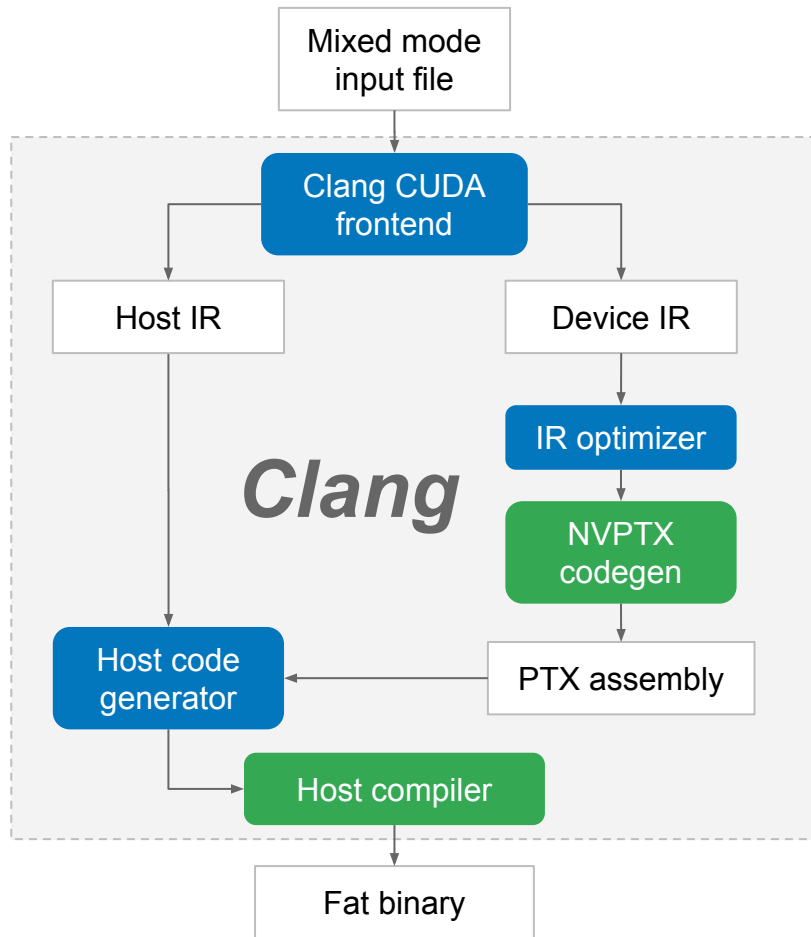 Mixed mode
input file
Clang CUDA
frontend
Host IR
Device IR
IR optimizer
Clang
NVPTX
codegen
Host code
generator
PTX assembly
Host compiler
Fat binary